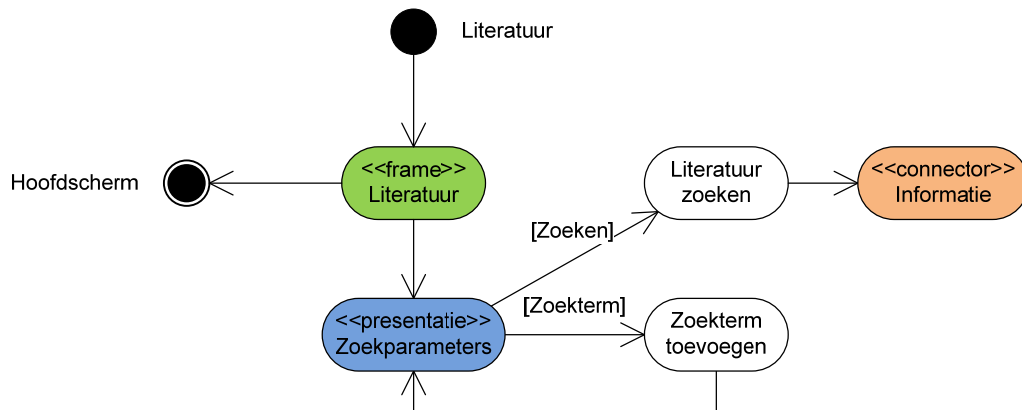 Literatuur
Hoofdscherm
<<frame>>
Literatuur
Literatuur
zoeken
<<connector>>
Informatie
[Zoeken]
<<presentatie>>
Zoekparameters
[Zoekterm]
Zoekterm
toevoegen